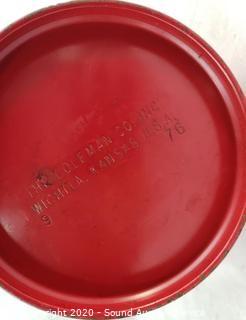 THE COLEMAN CO. INC.
WICHITA, KANSAS U.S.A.
9 76
Copyright 2020 - Sound Auction Service